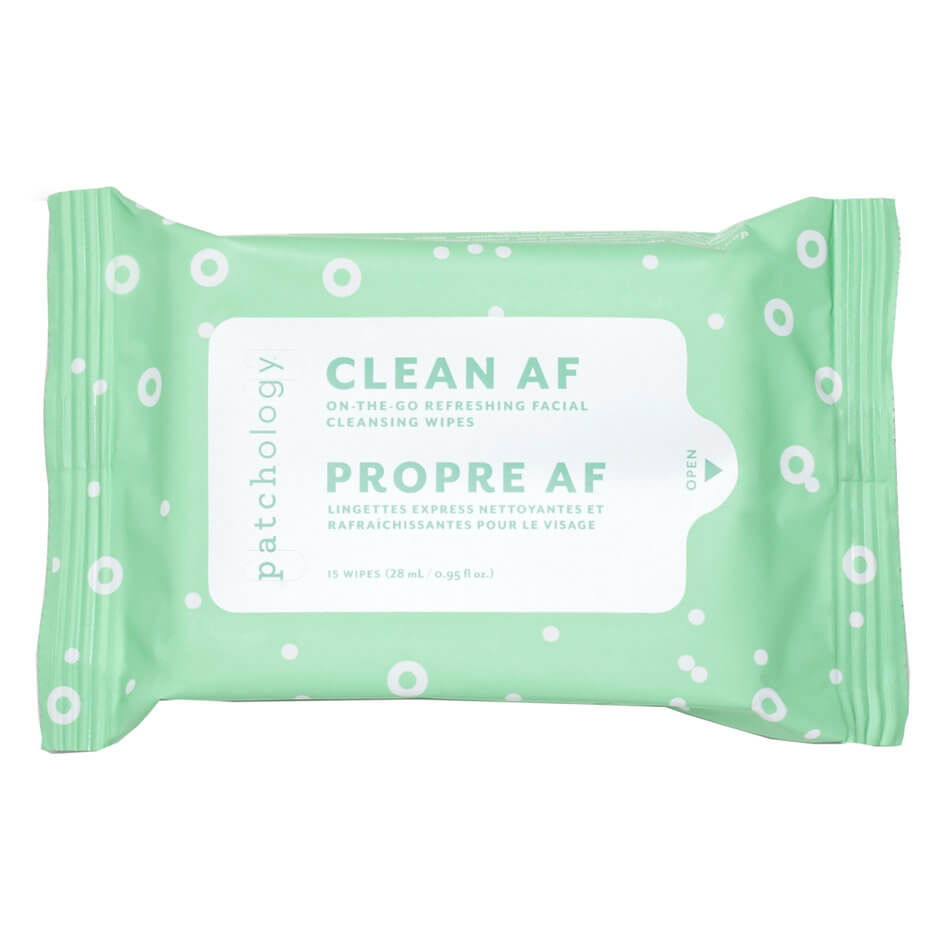 patchology
CLEAN AF
ON-THE-GO REFRESHING FACIAL
CLEANSING WIPES
PROPRE AF
LINGETTES EXPRESS NETTOYANTES ET
RAFRAÎCHISSANTES POUR LE VISAGE
15 WIPES (28 mL / 0.95 fl oz.)
OPEN